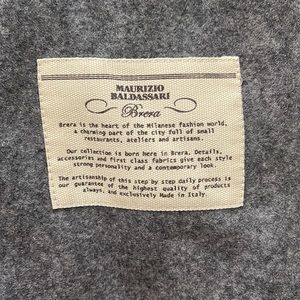 MAURIZIO
BALDASSARI
Brera
Brera is the heart of the Milanese fashion world,
a charming part of the city full of small
restaurants, ateliers and artisans.
Our collection is born here in Brera. Details,
accessories and first class fabrics give each style
strong personality and a contemporary look.
The artisanship of this step by step daily process is
our guarantee of the highest quality of products
always, and exclusively Made in Italy.